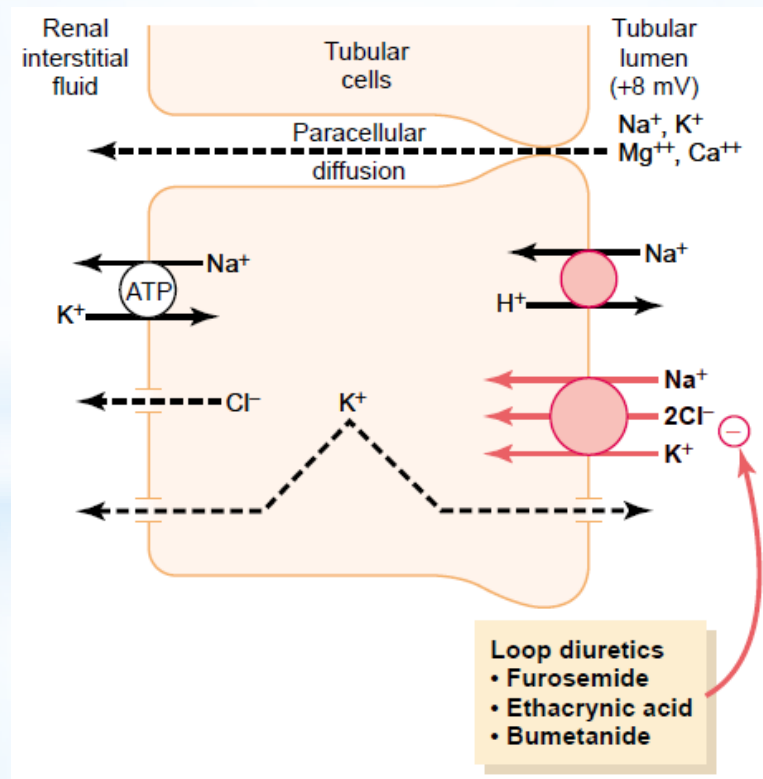 Renal
interstitial
fluid
Tubular
cells
Tubular
lumen
(+8 mV)
Paracellular
diffusion
Na⁺, K⁺
Mg⁺⁺, Ca⁺⁺
Na⁺
ATP
K⁺
Na⁺
H⁺
Cl⁻
K⁺
Na⁺
2Cl⁻
K⁺
−
Loop diuretics
• Furosemide
• Ethacrynic acid
• Bumetanide